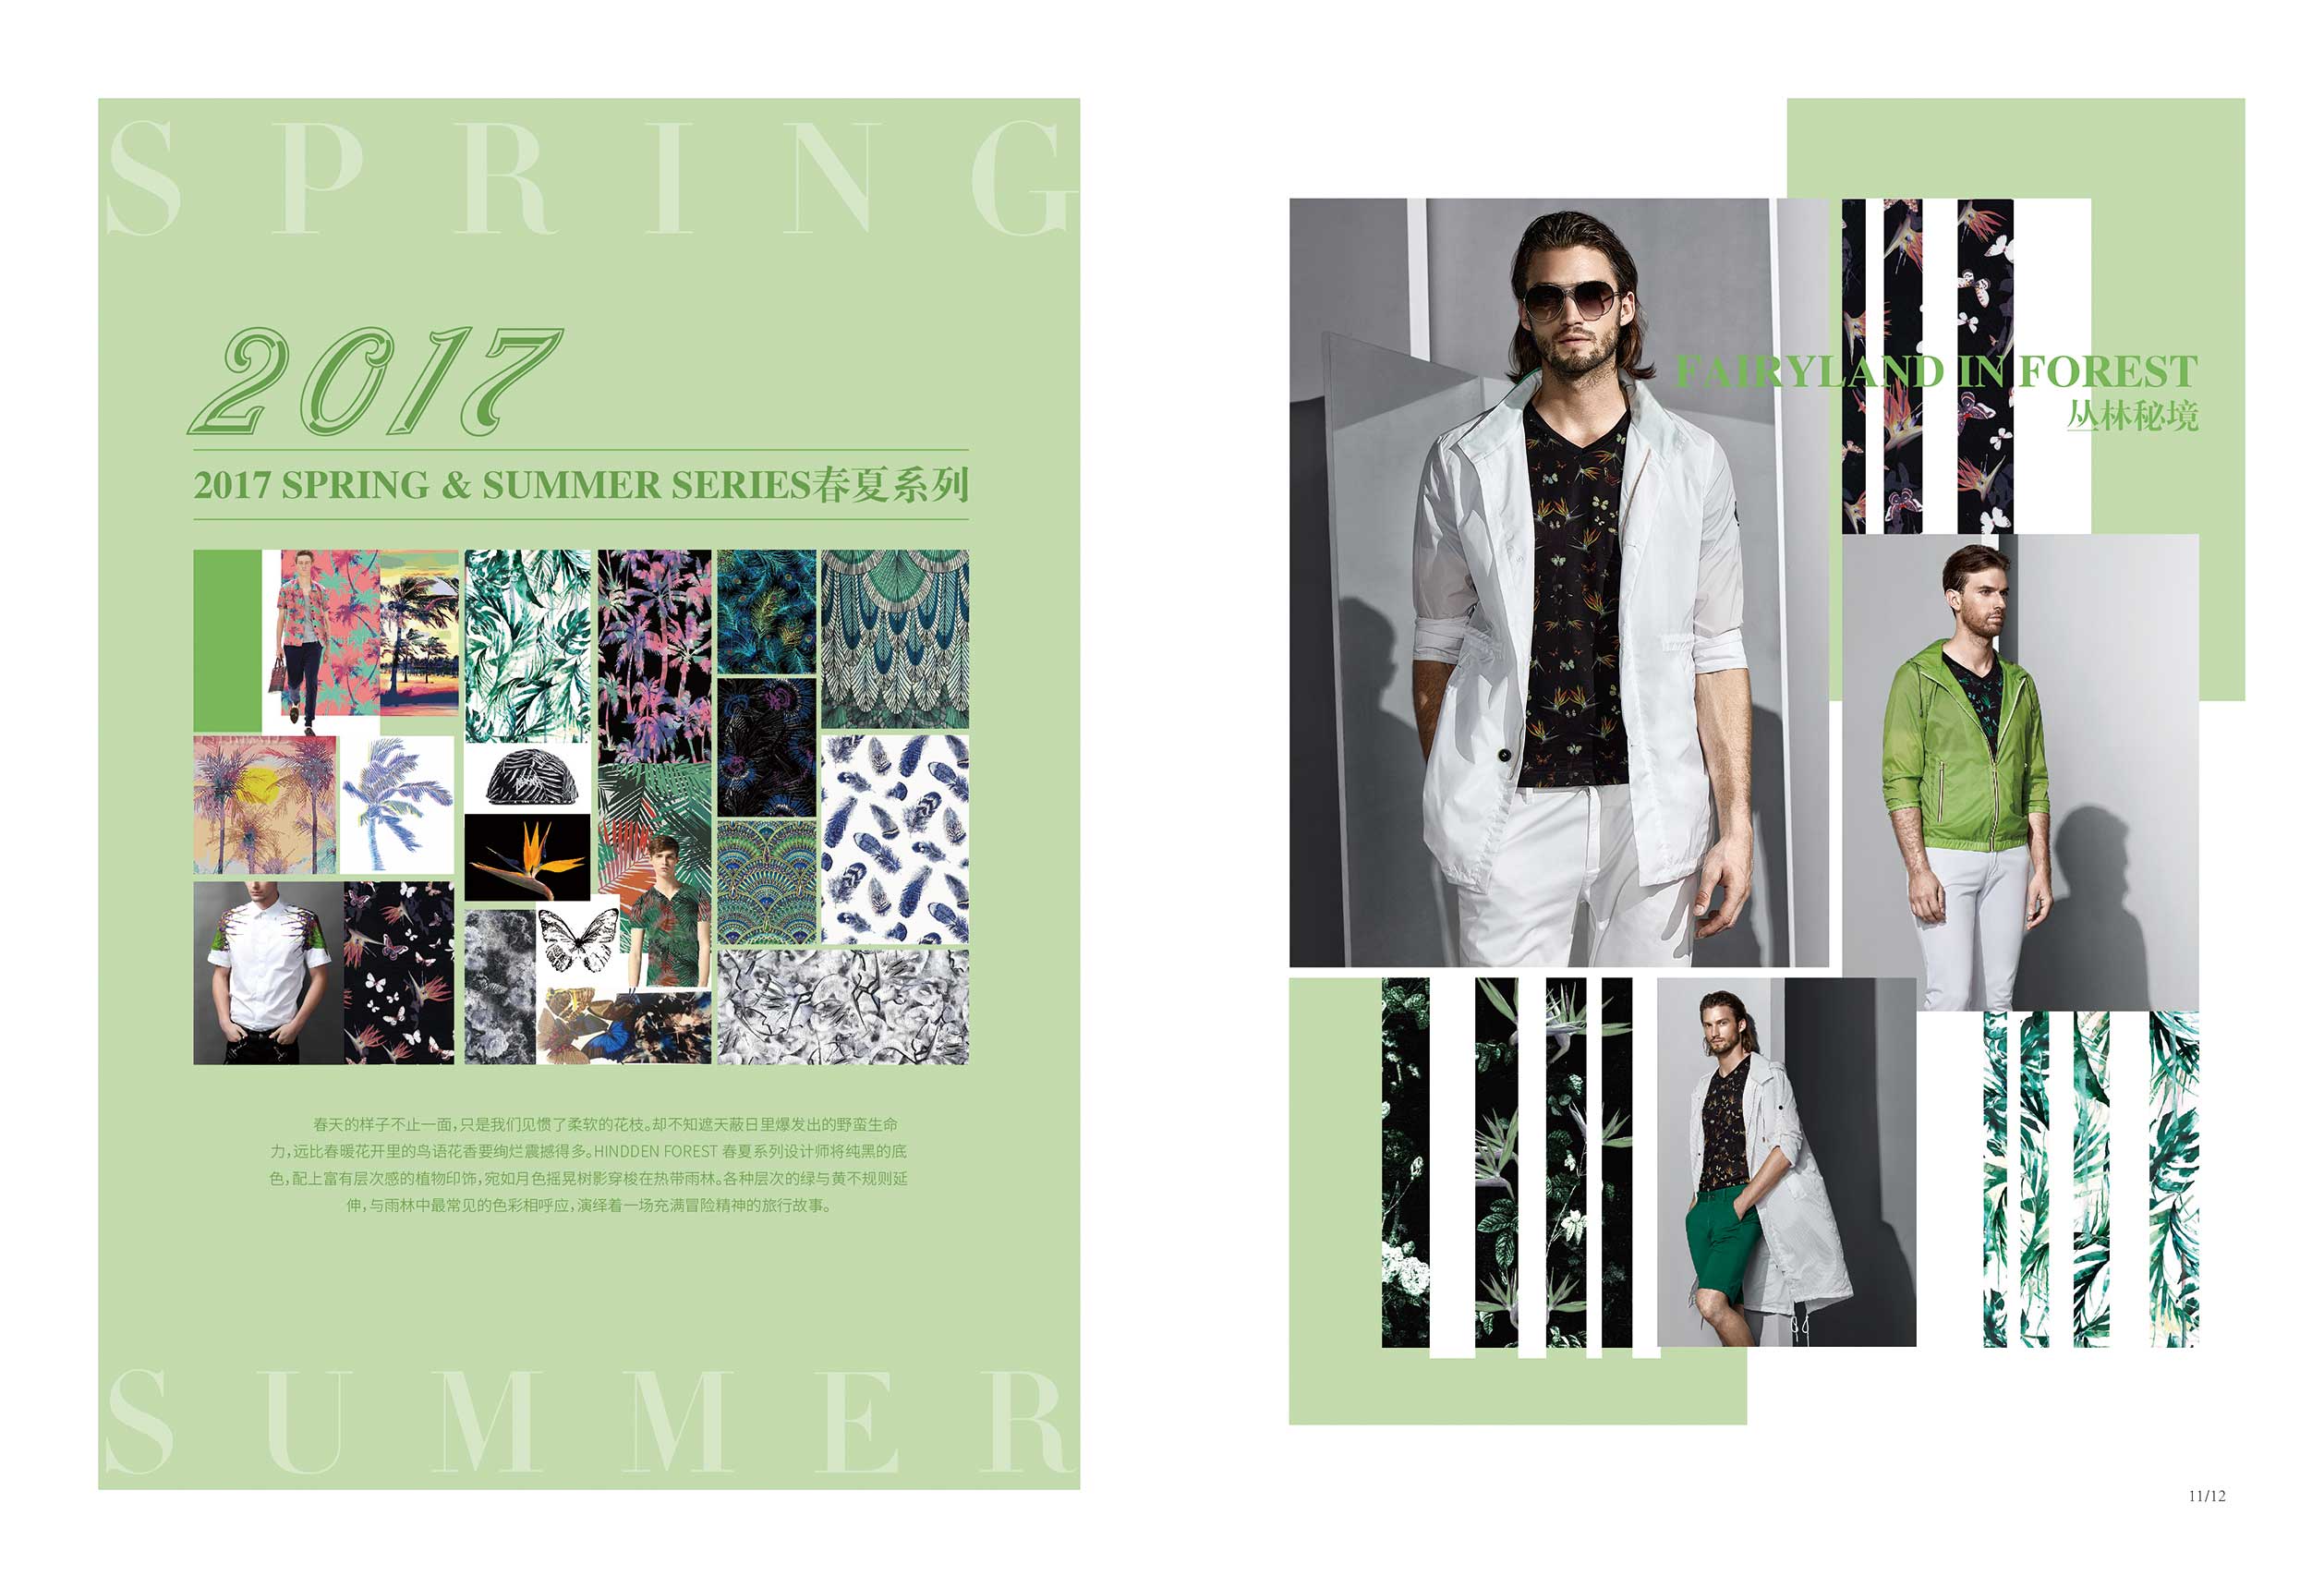 SPRING
2017
2017 SPRING & SUMMER SERIES春夏系列
春天的样子不止一面,只是我们见惯了柔软的花枝。却不知遮天蔽日里爆发出的野蛮生命
力,远比春暖花开里的鸟语花香要绚烂震撼得多。HINDDEN FOREST 春夏系列设计师将纯黑的底
色,配上富有层次感的植物印饰,宛如月色摇晃树影穿梭在热带雨林。各种层次的绿与黄不规则延
伸,与雨林中最常见的色彩相呼应,演绎着一场充满冒险精神的旅行故事。
SUMMER
FAIRYLAND IN FOREST
丛林秘境
11/12